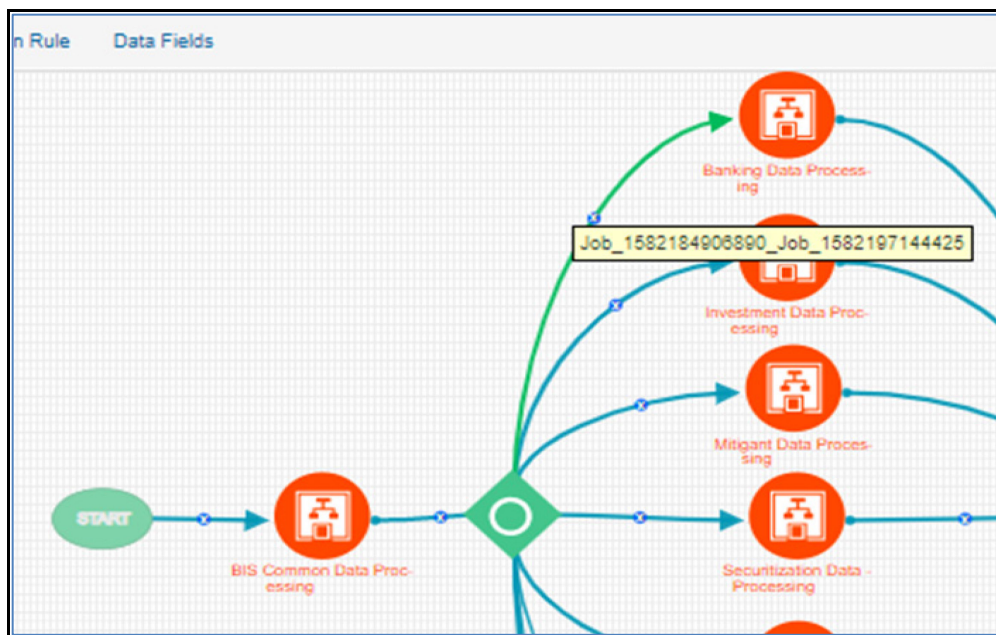 n Rule Data Fields
Banking Data Process-
ing
Job_1582184906890_Job_1582197144425
Investment Data Proc-
essing
Mitigant Data Proces-
sing
START
BIS Common Data Proc-
essing
Securitization Data -
Processing